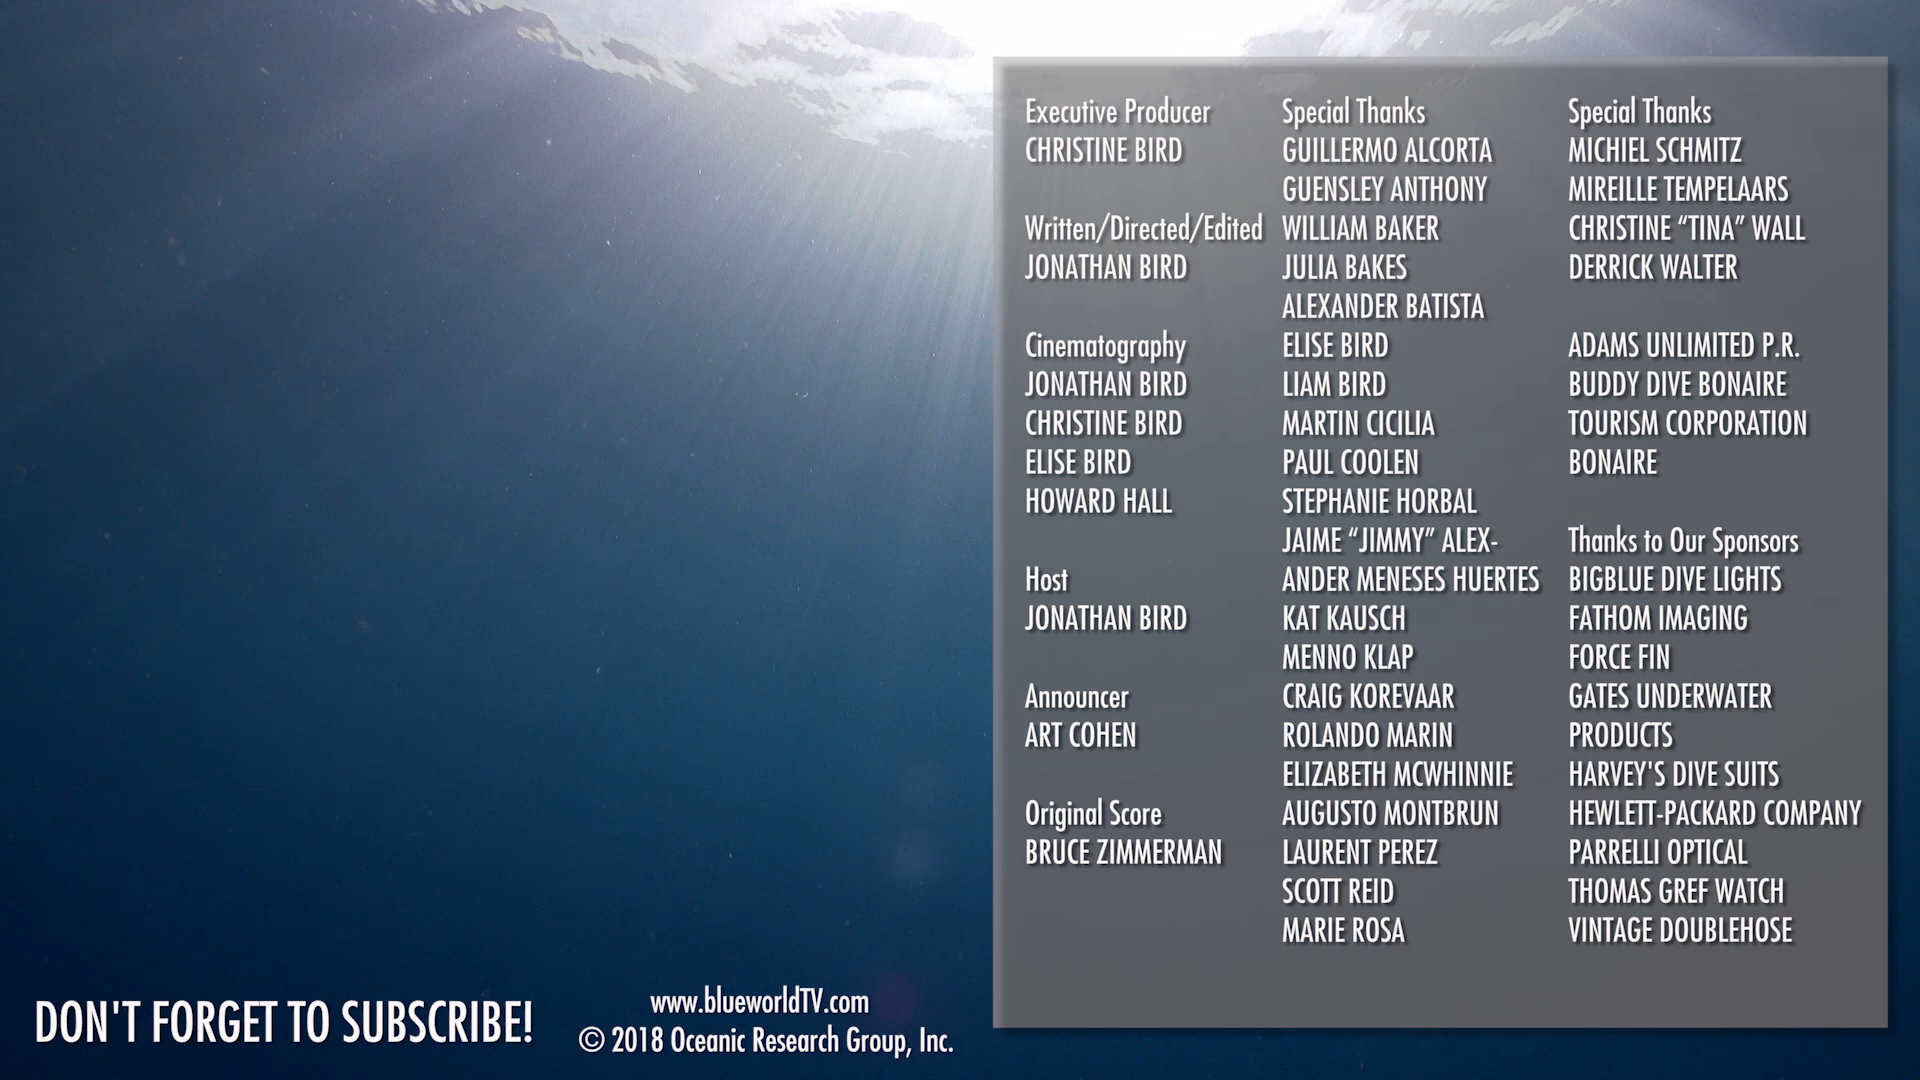 Executive Producer
CHRISTINE BIRD
Written/Directed/Edited
JONATHAN BIRD
Cinematography
JONATHAN BIRD
CHRISTINE BIRD
ELISE BIRD
HOWARD HALL
Host
JONATHAN BIRD
Announcer
ART COHEN
Original Score
BRUCE ZIMMERMAN
Special Thanks
GUILLERMO ALCORTA
GUENSLEY ANTHONY
WILLIAM BAKER
JULIA BAKES
ALEXANDER BATISTA
ELISE BIRD
LIAM BIRD
MARTIN CICILIA
PAUL COOLEN
STEPHANIE HORBAL
JAIME “JIMMY” ALEX-
ANDER MENESES HUERTES
KAT KAUSCH
MENNO KLAP
CRAIG KOREVAAR
ROLANDO MARIN
ELIZABETH MCWHINNIE
AUGUSTO MONTBRUN
LAURENT PEREZ
SCOTT REID
MARIE ROSA
Special Thanks
MICHIEL SCHMITZ
MIREILLE TEMPELAARS
CHRISTINE “TINA” WALL
DERRICK WALTER
ADAMS UNLIMITED P.R.
BUDDY DIVE BONAIRE
TOURISM CORPORATION
BONAIRE
Thanks to Our Sponsors
BIGBLUE DIVE LIGHTS
FATHOM IMAGING
FORCE FIN
GATES UNDERWATER
PRODUCTS
HARVEY'S DIVE SUITS
HEWLETT-PACKARD COMPANY
PARRELLI OPTICAL
THOMAS GREF WATCH
VINTAGE DOUBLEHOSE
DON'T FORGET TO SUBSCRIBE!
www.blueworldTV.com
© 2018 Oceanic Research Group, Inc.